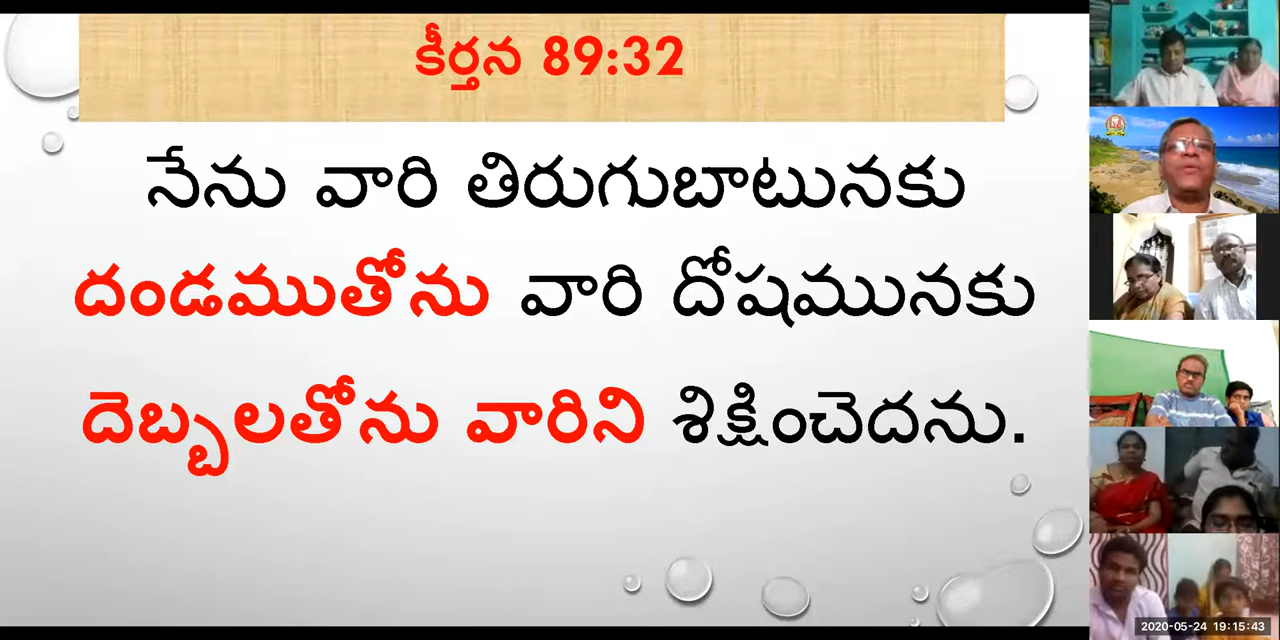 కీర్తన 89:32
నేను వారి తిరుగుబాటునకు
దండముతోను వారి దోషమునకు
దెబ్బలతోను వారిని శిక్షించెదను.
2020-05-24 19:15:43